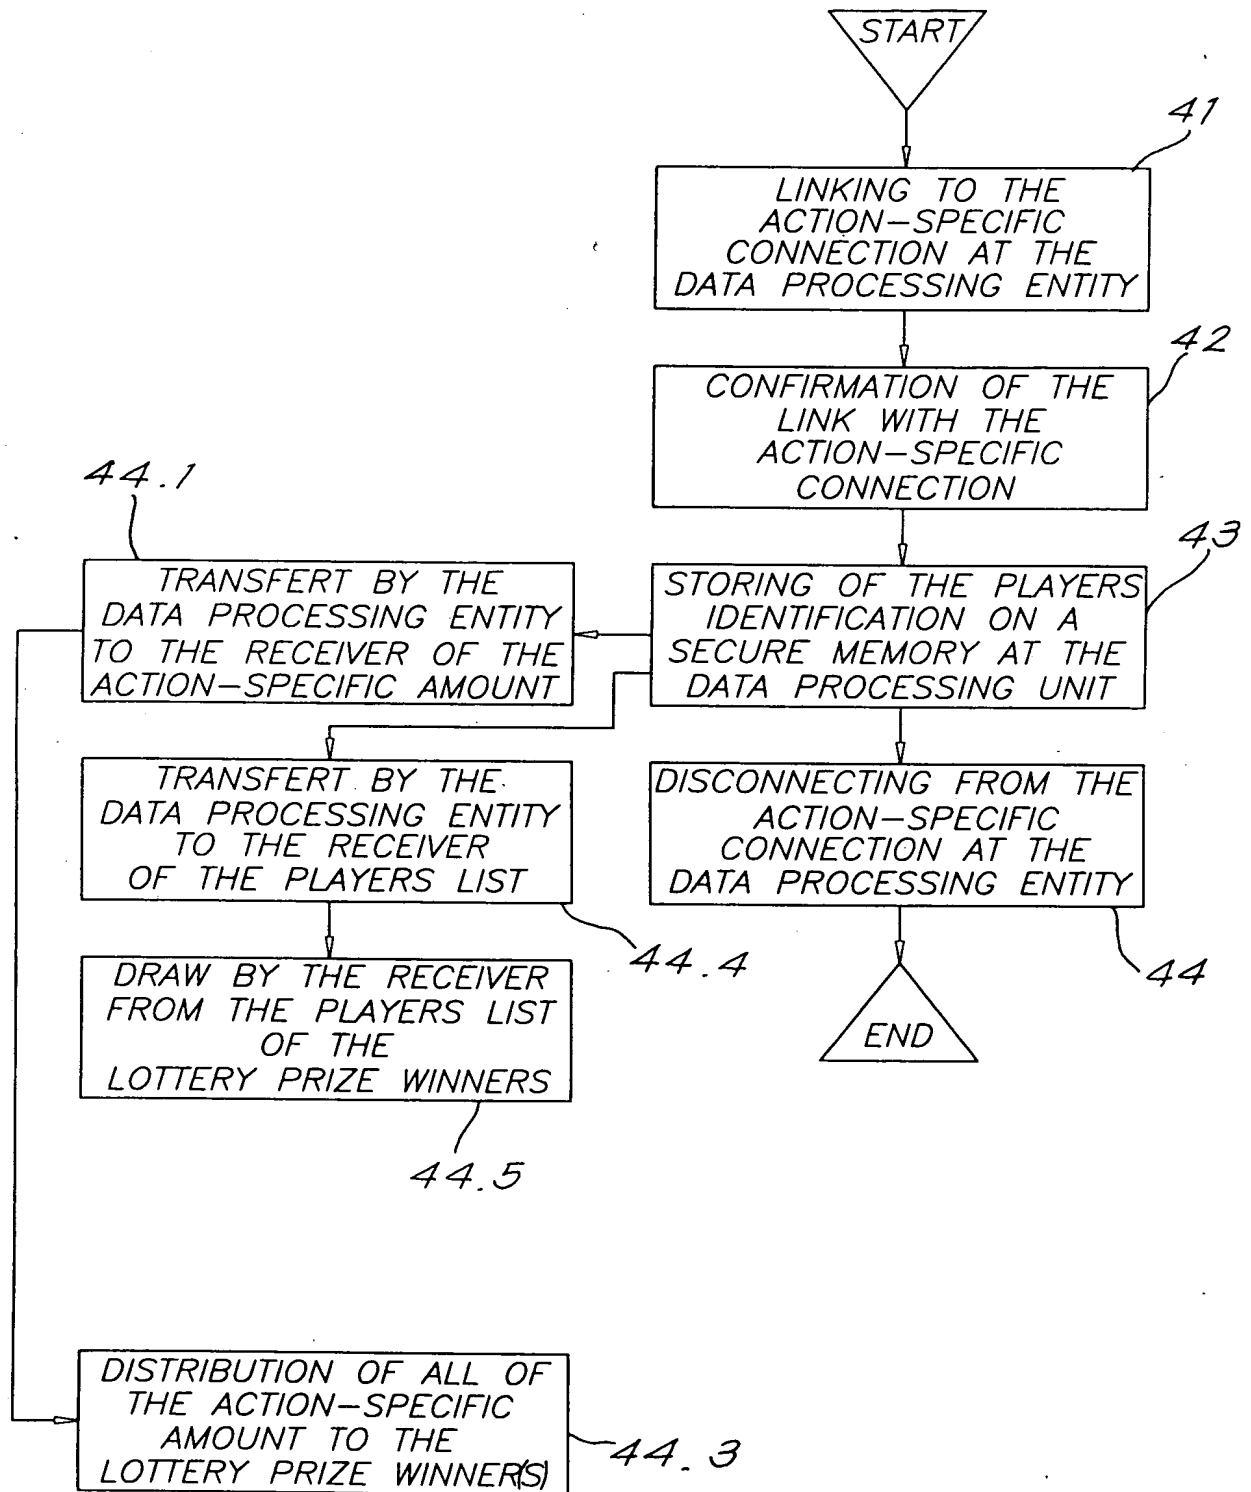 START
41
LINKING TO THE
ACTION-SPECIFIC
CONNECTION AT THE
DATA PROCESSING ENTITY
42
CONFIRMATION OF THE
LINK WITH THE
ACTION-SPECIFIC
CONNECTION
44.1
43
TRANSFERT BY THE
DATA PROCESSING ENTITY
TO THE RECEIVER OF THE
ACTION-SPECIFIC AMOUNT
STORING OF THE PLAYERS
IDENTIFICATION ON A
SECURE MEMORY AT THE
DATA PROCESSING UNIT
TRANSFERT BY THE
DATA PROCESSING ENTITY
TO THE RECEIVER
OF THE PLAYERS LIST
44.4
DISCONNECTING FROM THE
ACTION-SPECIFIC
CONNECTION AT THE
DATA PROCESSING ENTITY
44
DRAW BY THE RECEIVER
FROM THE PLAYERS LIST
OF THE
LOTTERY PRIZE WINNERS
44.5
END
DISTRIBUTION OF ALL OF
THE ACTION-SPECIFIC
AMOUNT TO THE
LOTTERY PRIZE WINNER(S)
44.3